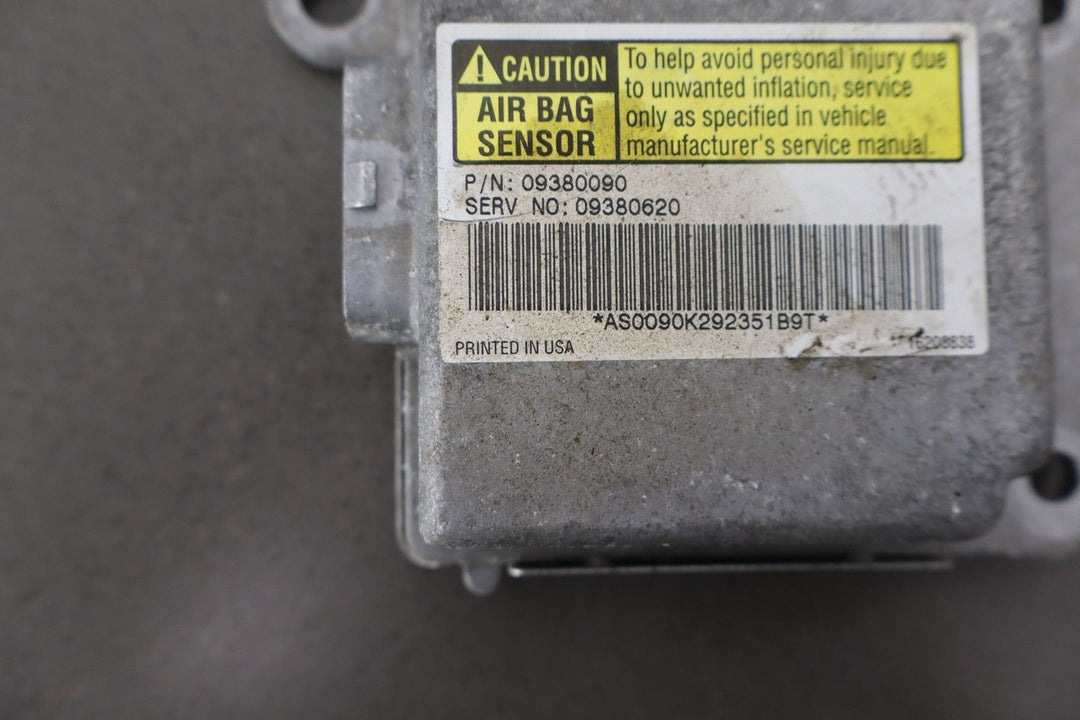 CAUTION
AIR BAG
SENSOR
To help avoid personal injury due
to unwanted inflation, service
only as specified in vehicle
manufacturer's service manual.
P/N: 09380090
SERV NO: 09380620
*AS0090K292351B9T*
PRINTED IN USA
16208838